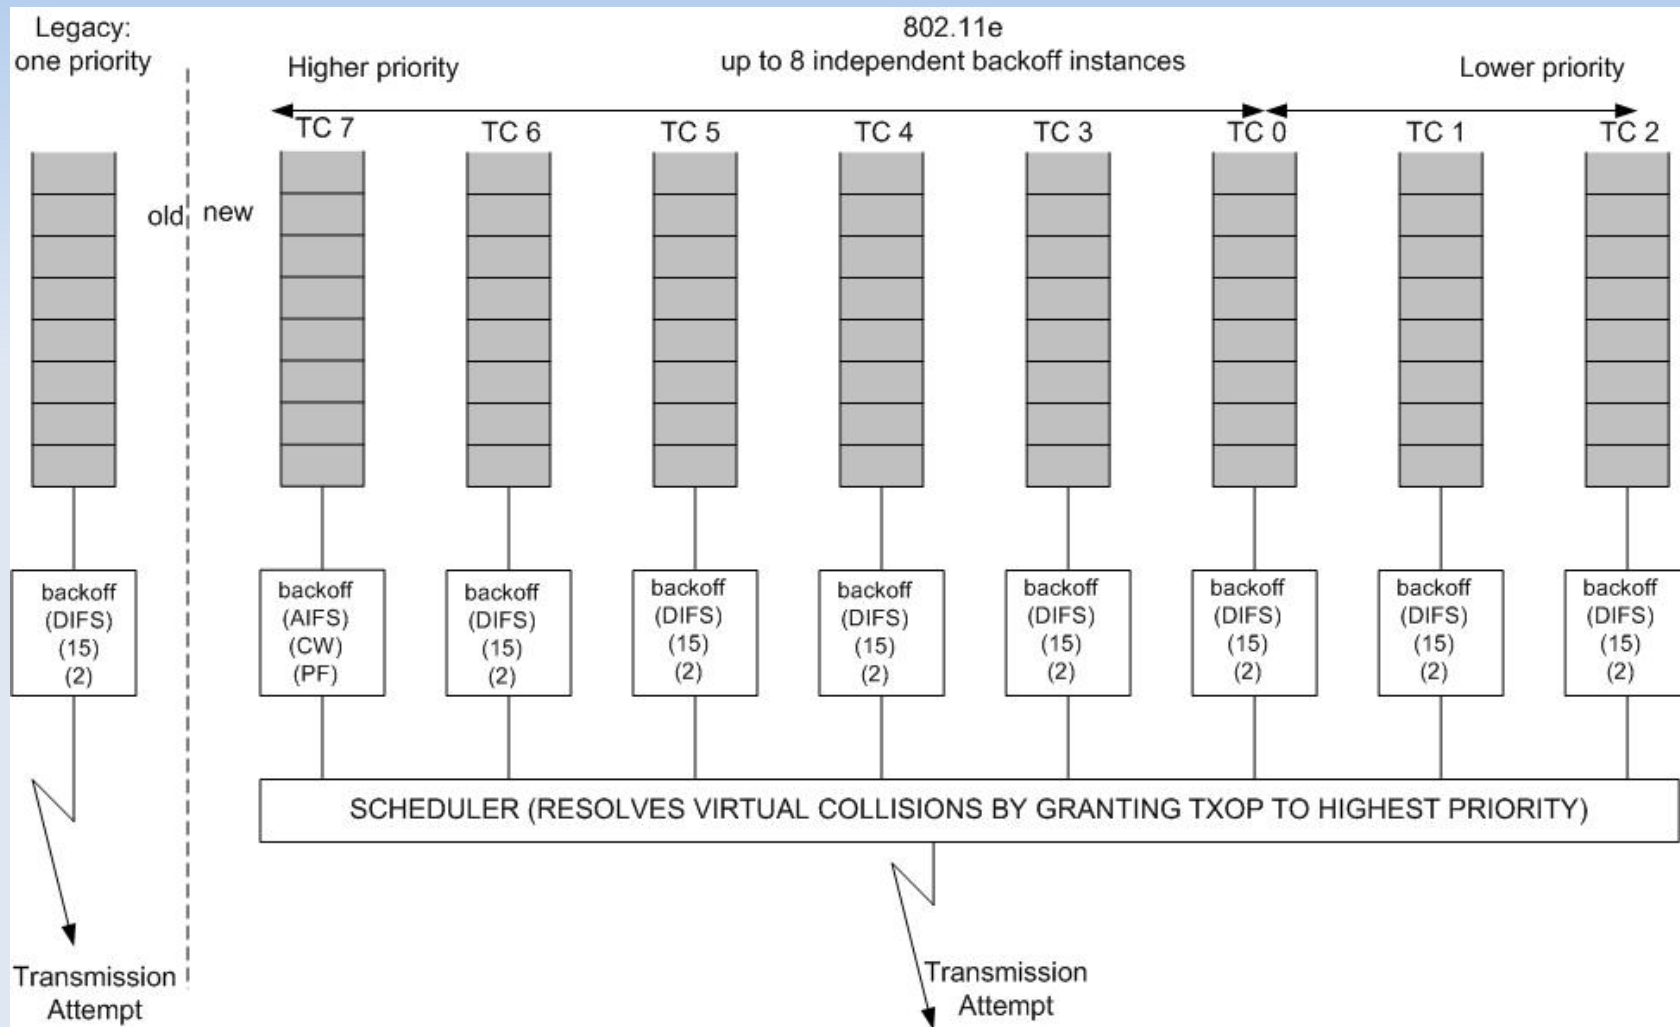 Legacy:
one priority
802.11e
up to 8 independent backoff instances
Higher priority
Lower priority
TC 7
TC 6
TC 5
TC 4
TC 3
TC 0
TC 1
TC 2
old
new
backoff
(DIFS)
(15)
(2)
backoff
(AIFS)
(CW)
(PF)
backoff
(DIFS)
(15)
(2)
backoff
(DIFS)
(15)
(2)
backoff
(DIFS)
(15)
(2)
backoff
(DIFS)
(15)
(2)
backoff
(DIFS)
(15)
(2)
backoff
(DIFS)
(15)
(2)
backoff
(DIFS)
(15)
(2)
SCHEDULER (RESOLVES VIRTUAL COLLISIONS BY GRANTING TXOP TO HIGHEST PRIORITY)
Transmission
Attempt
Transmission
Attempt